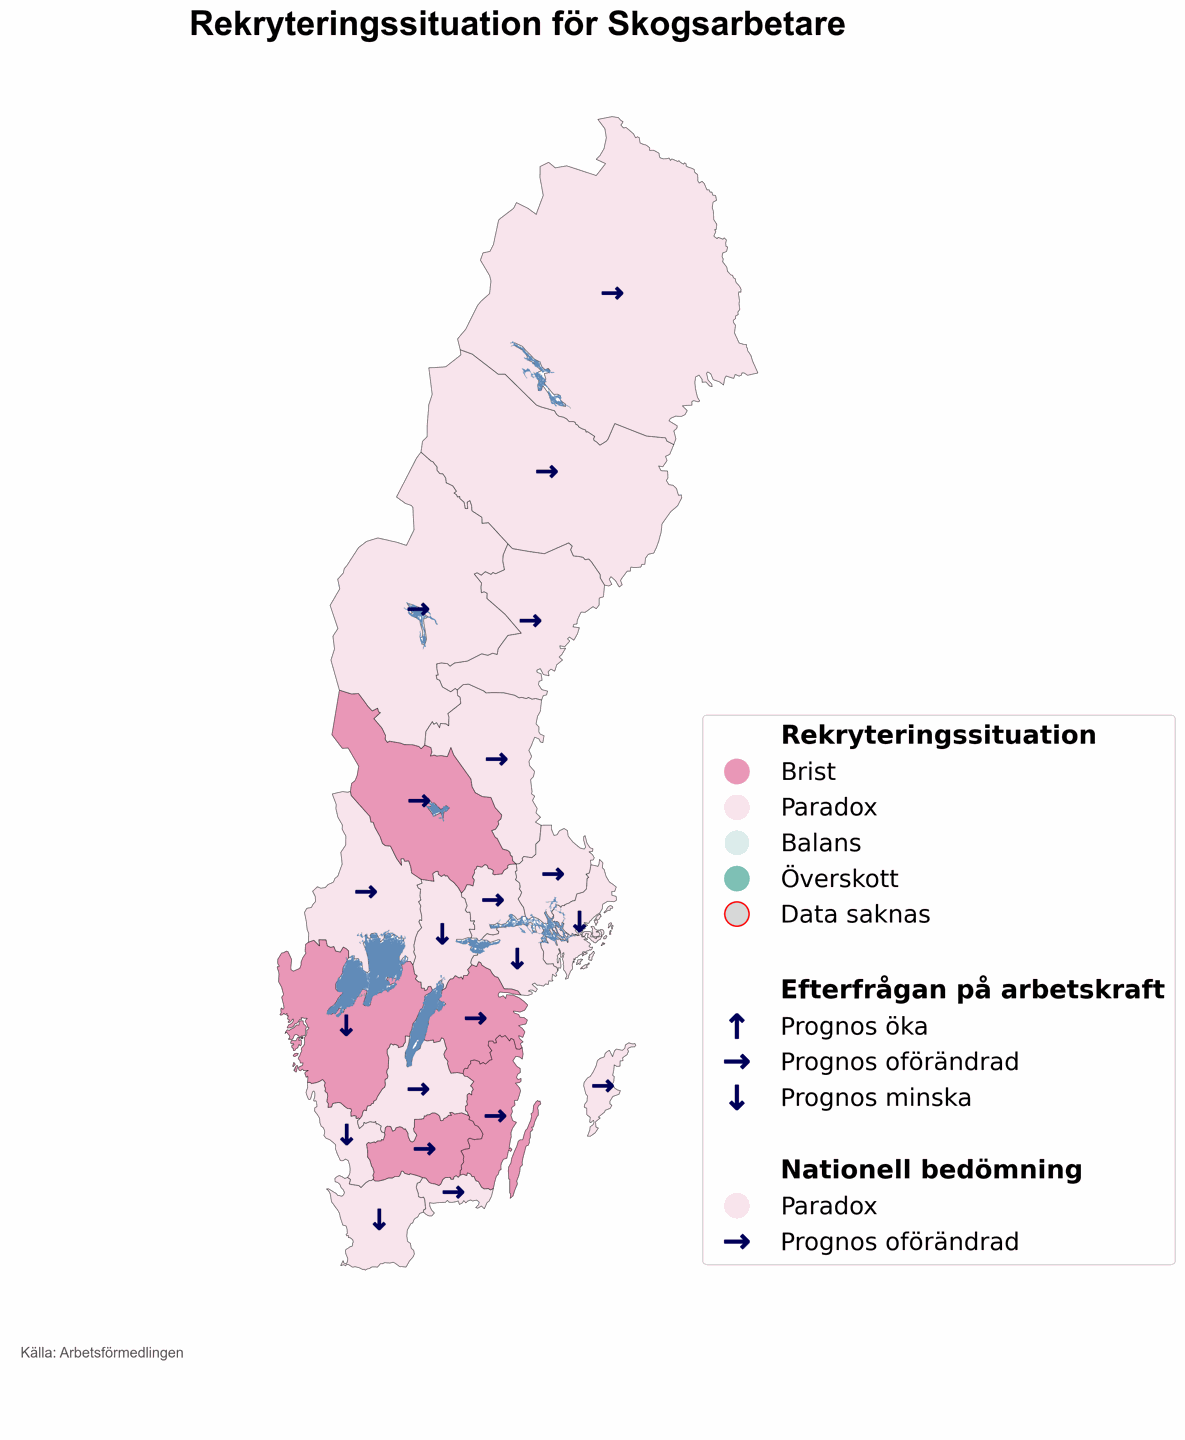 Rekryteringssituation för Skogsarbetare
Rekryteringssituation
Brist
Paradox
Balans
Överskott
Data saknas
Efterfrågan på arbetskraft
Prognos öka
Prognos oförändrad
Prognos minska
Nationell bedömning
Paradox
Prognos oförändrad
Källa: Arbetsförmedlingen